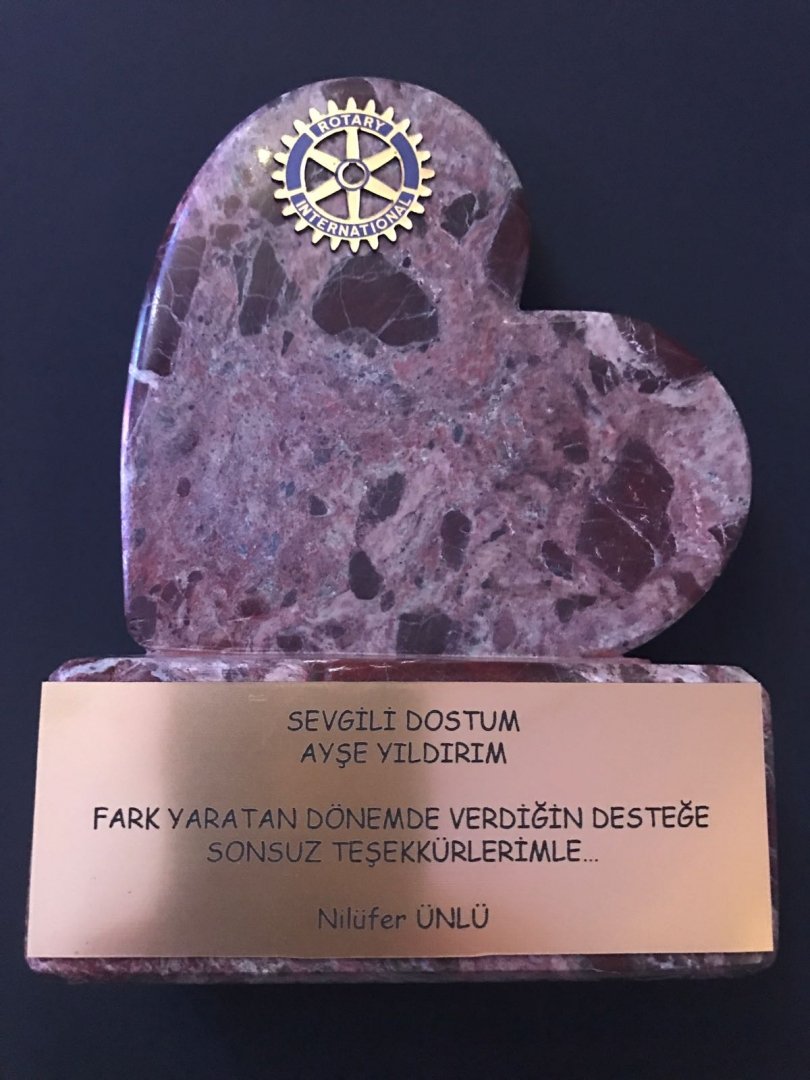 ROTARY
INTERNATIONAL
SEVGİLİ DOSTUM
AYŞE YILDIRIM
FARK YARATAN DÖNEMDE VERDİĞİN DESTEĞE
SONSUZ TEŞEKKÜRLERİMLE...
Nilüfer ÜNLÜ